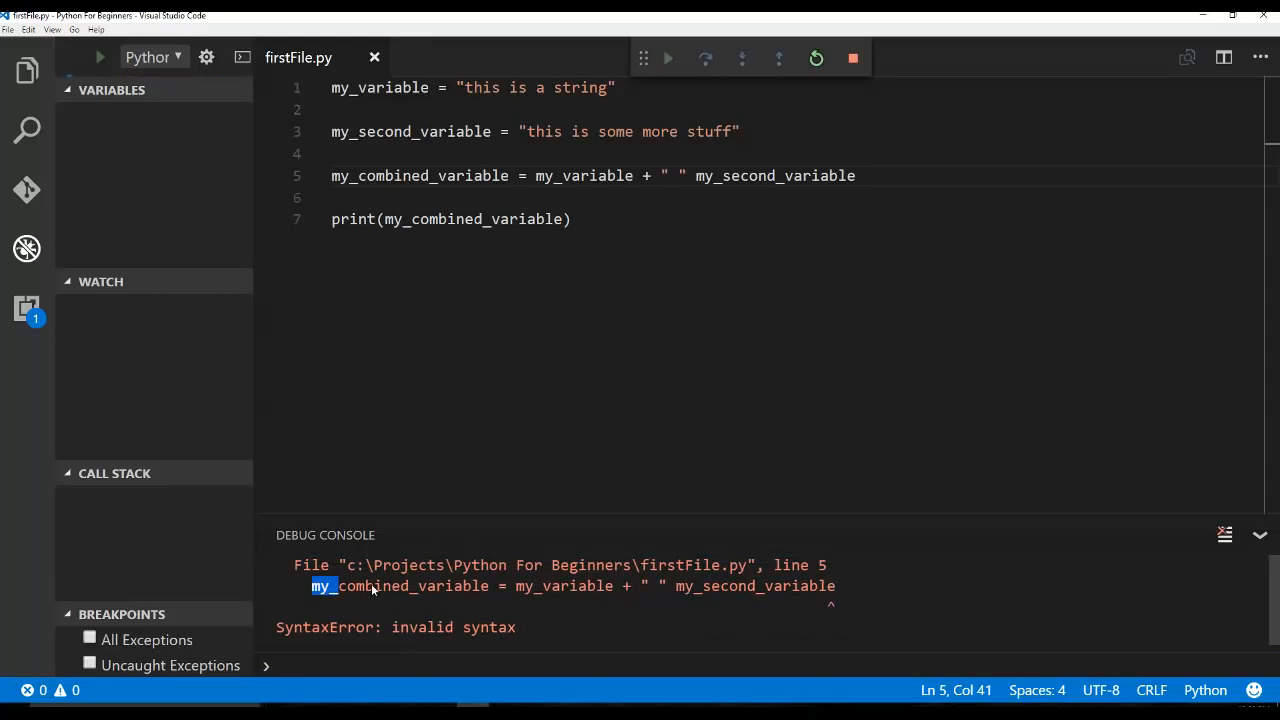 firstFile.py - Python For Beginners - Visual Studio Code
File Edit View Go Help
Python
firstFile.py
VARIABLES
1 my_variable = "this is a string"
2
3 my_second_variable = "this is some more stuff"
4
5 my_combined_variable = my_variable + " " my_second_variable
6
7 print(my_combined_variable)
WATCH
1
CALL STACK
DEBUG CONSOLE
File "c:\Projects\Python For Beginners\firstFile.py", line 5
my_combined_variable = my_variable + " " my_second_variable
^
SyntaxError: invalid syntax
BREAKPOINTS
All Exceptions
Uncaught Exceptions
0 0 Ln 5, Col 41 Spaces: 4 UTF-8 CRLF Python